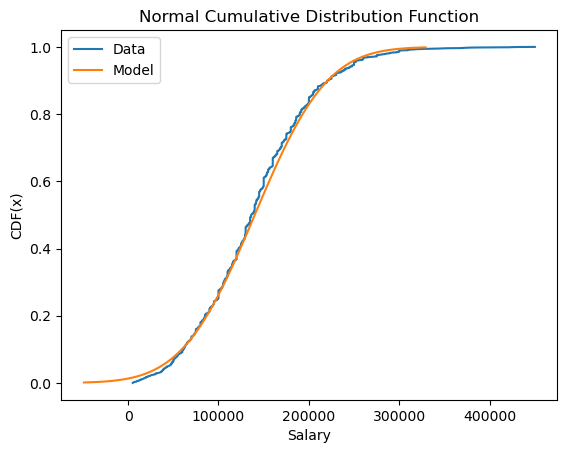 Normal Cumulative Distribution Function
Data
Model
CDF(x)
1.0
0.8
0.6
0.4
0.2
0.0
0 100000 200000 300000 400000
Salary